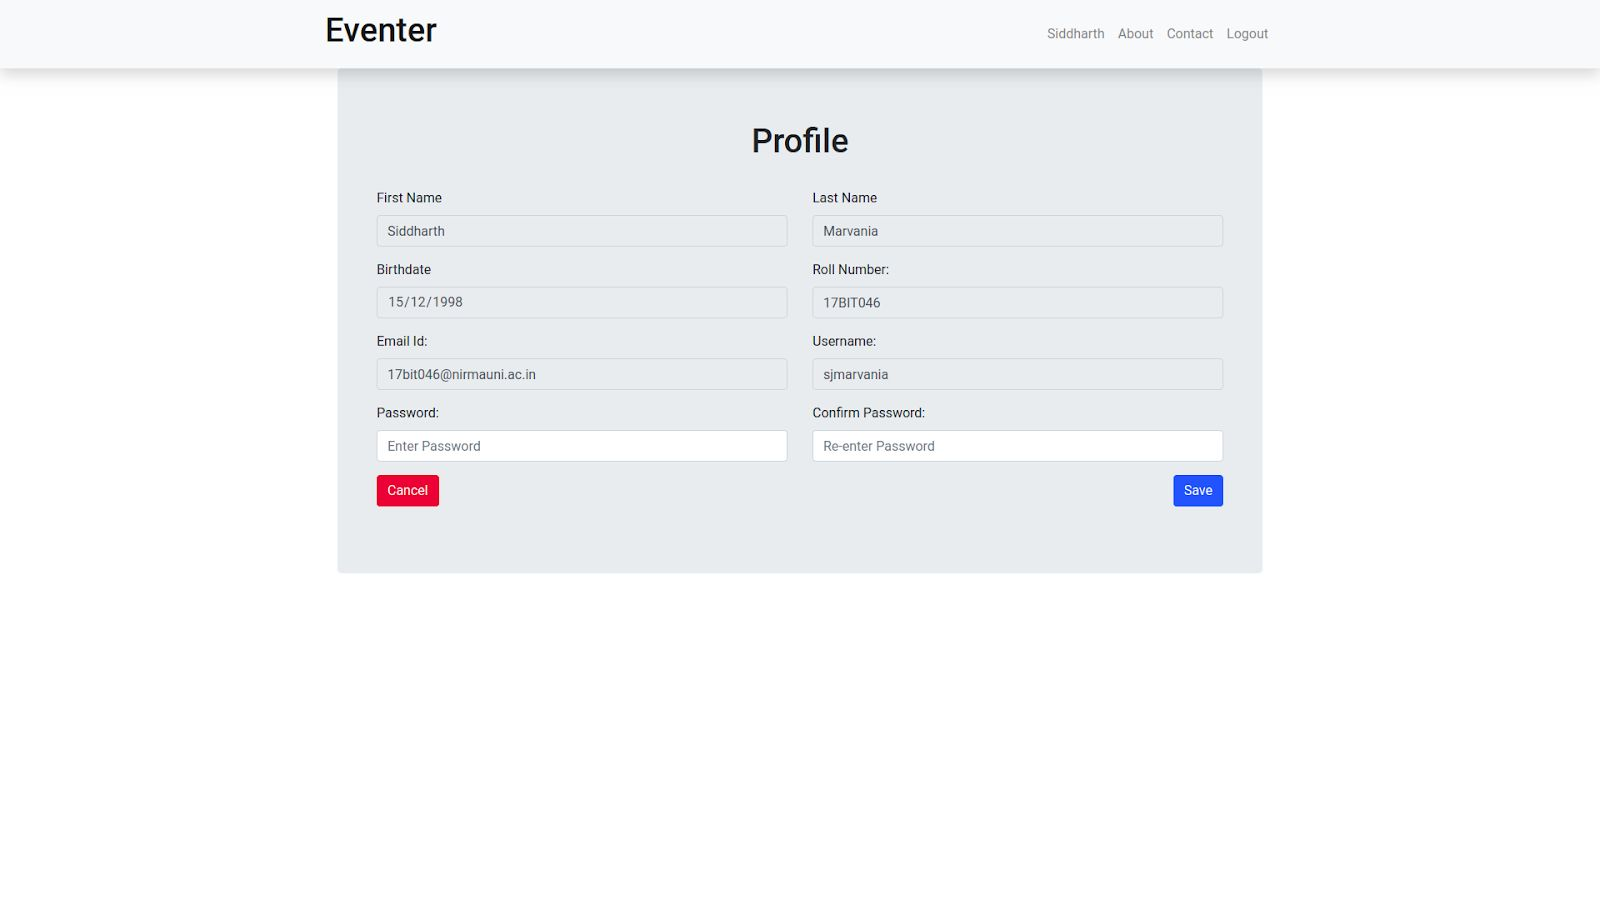 Eventer
Siddharth About Contact Logout
Profile
First Name Last Name
Siddharth Marvania
Birthdate Roll Number:
15/12/1998 17BIT046
Email Id: Username:
17bit046@nirmauni.ac.in sjmarvania
Password: Confirm Password:
Enter Password Re-enter Password
Cancel Save